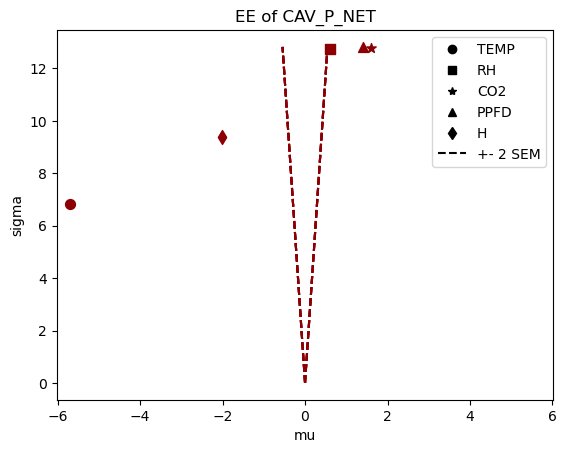 EE of CAV_P_NET
sigma
12
10
8
6
4
2
0
−6
−4
−2
0
2
4
6
mu
TEMP
RH
CO2
PPFD
H
+- 2 SEM